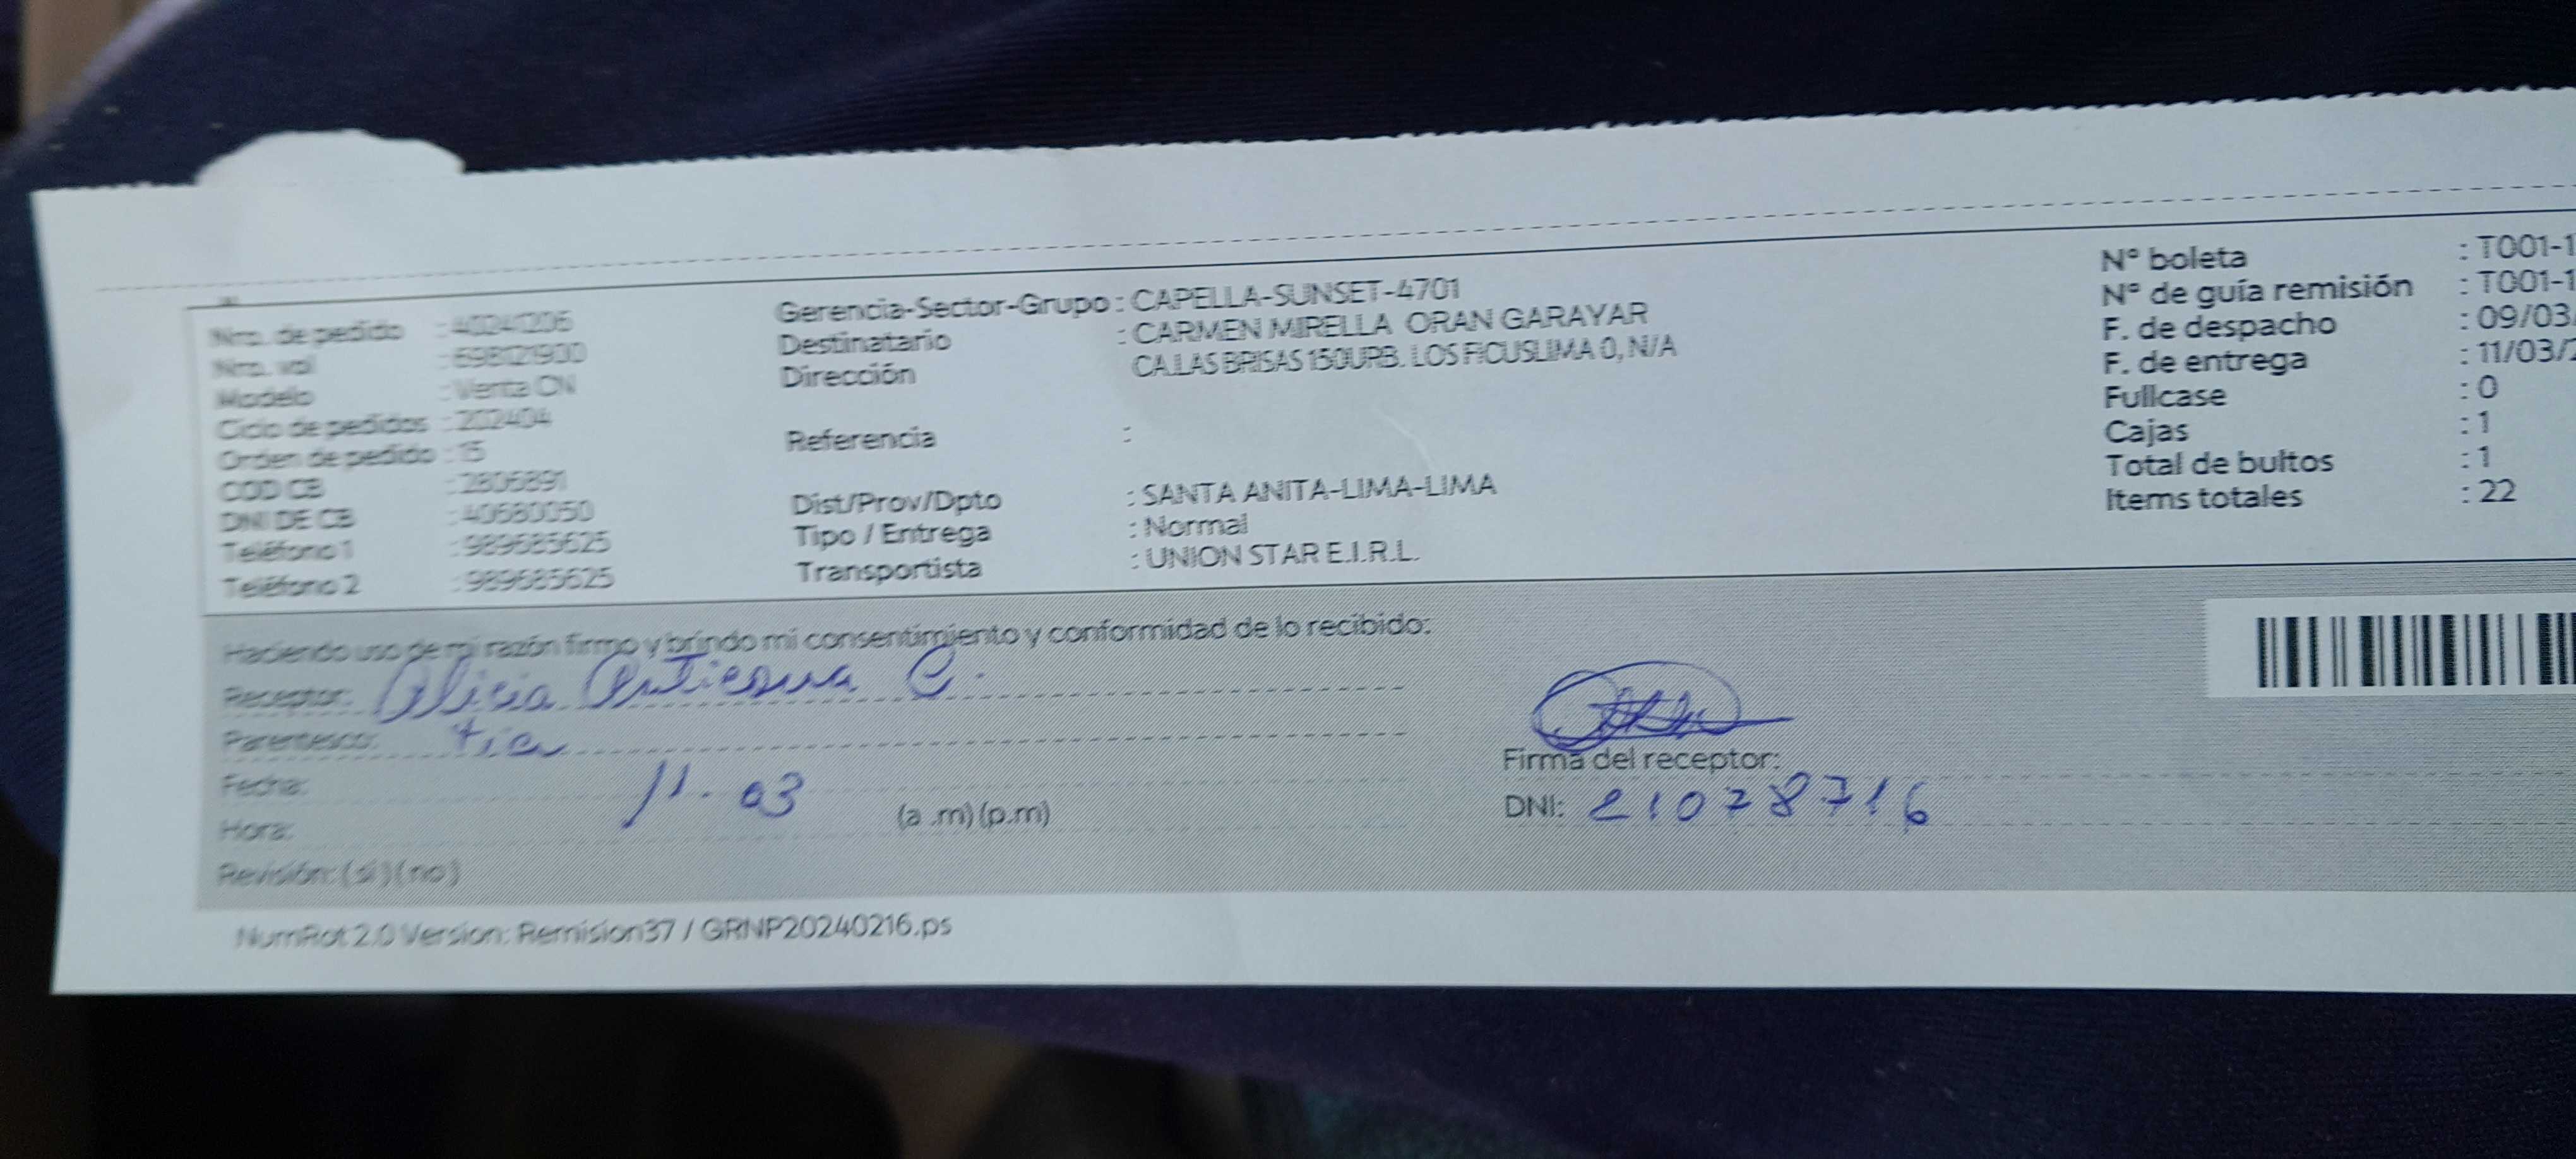 Nro. de pedido : 40241206
Nro. val : 698121900
Modelo : Venta CN
Ciclo de pedidos : 202404
Orden de pedido : 15
COD CB : 2806891
DNI DE CB : 40680050
Teléfono 1 : 989685625
Teléfono 2 : 989685625
Gerencia-Sector-Grupo : CAPELLA-SUNSET-4701
Destinatario : CARMEN MIRELLA ORAN GARAYAR
Dirección CA.LAS BRISAS 150URB. LOS FICUSLIMA 0, N/A
Referencia :
Dist/Prov/Dpto : SANTA ANITA-LIMA-LIMA
Tipo / Entrega : Normal
Transportista : UNION STAR E.I.R.L.
N° boleta : T001-1
N° de guía remisión : T001-1
F. de despacho : 09/03/
F. de entrega : 11/03/2
Fullcase : 0
Cajas : 1
Total de bultos : 1
Items totales : 22
Haciendo uso de mi razón firmo y brindo mi consentimiento y conformidad de lo recibido:
Receptor: Alicia Anticona C.
Parentesco: tia
Fecha: 11. 03
Hora: (a .m) (p.m)
Revisión: (si) (no)
Firma del receptor:
DNI: 21078716
NumRot 2.0 Version: Remision37 / GRNP20240216.ps